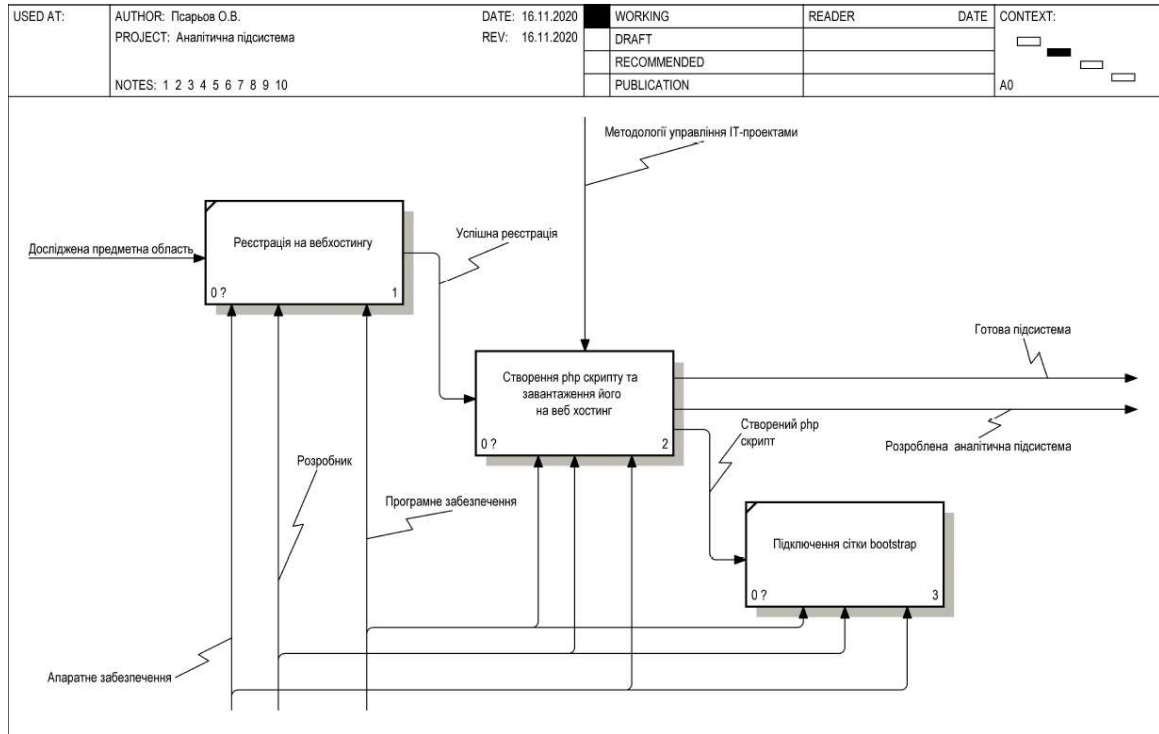 USED AT:
AUTHOR: Псарьов О.В.
DATE: 16.11.2020
WORKING
READER
DATE
CONTEXT:
PROJECT: Аналітична підсистема
REV: 16.11.2020
DRAFT
RECOMMENDED
NOTES: 1 2 3 4 5 6 7 8 9 10
PUBLICATION
A0
Методології управління ІТ-проектами
Досліджена предметна область
Реєстрація на вебхостингу
0 ?
1
Успішна реєстрація
Створення php скрипту та
завантаження його
на веб хостинг
0 ?
2
Готова підсистема
Розроблена аналітична підсистема
Створений php
скрипт
Розробник
Програмне забезпечення
Підключення сітки bootstrap
0 ?
3
Апаратне забезпечення